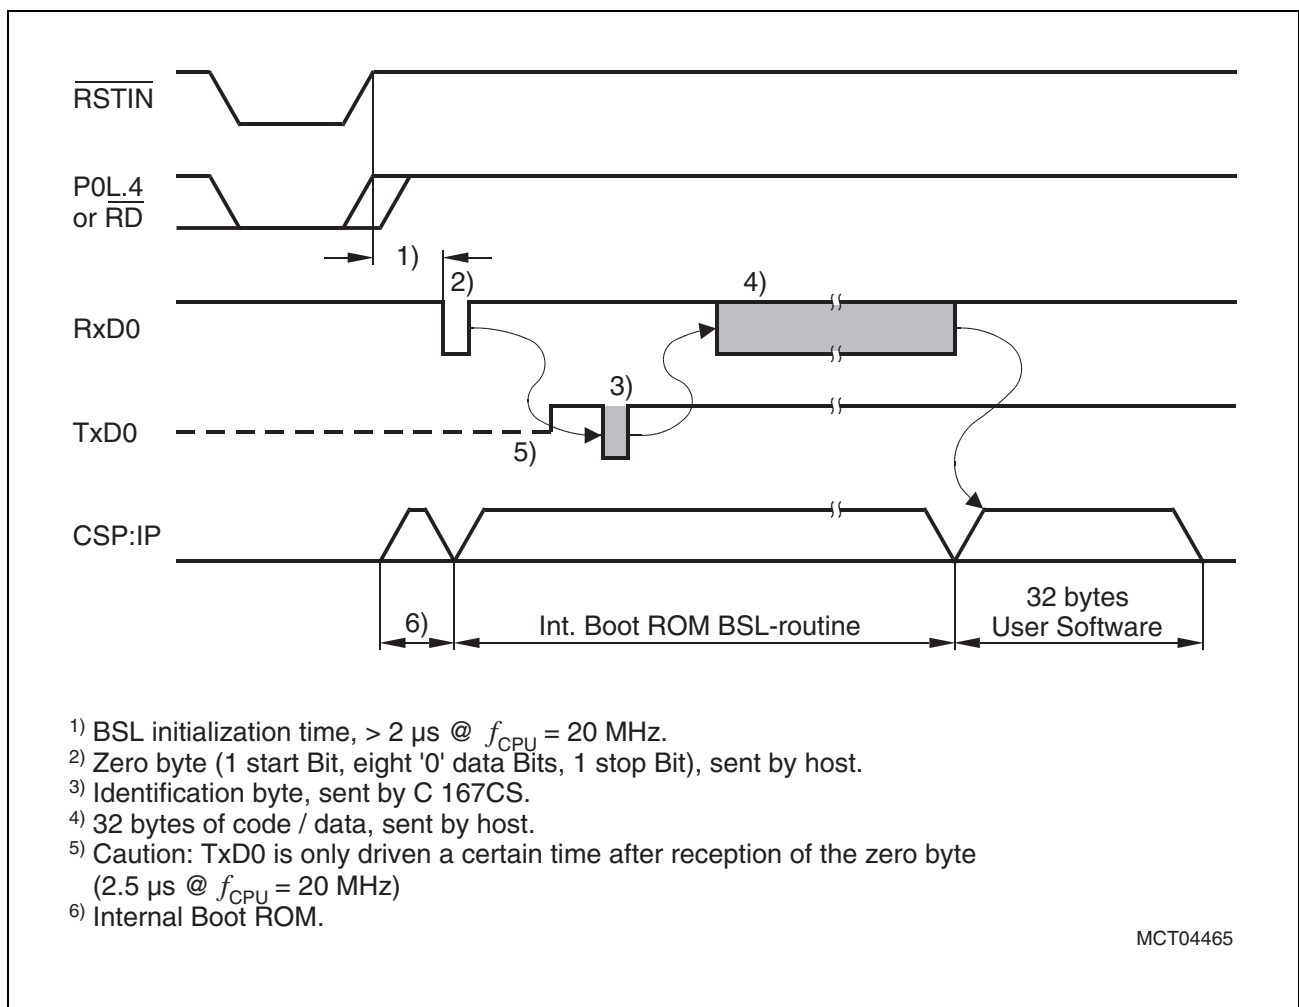 RSTIN
P0L.4
or RD
1)
2)
4)
RxD0
3)
TxD0
5)
CSP:IP
6)
Int. Boot ROM BSL-routine
32 bytes
User Software
1) BSL initialization time, > 2 µs @ fCPU = 20 MHz.
2) Zero byte (1 start Bit, eight '0' data Bits, 1 stop Bit), sent by host.
3) Identification byte, sent by C 167CS.
4) 32 bytes of code / data, sent by host.
5) Caution: TxD0 is only driven a certain time after reception of the zero byte
(2.5 µs @ fCPU = 20 MHz)
6) Internal Boot ROM.
MCT04465